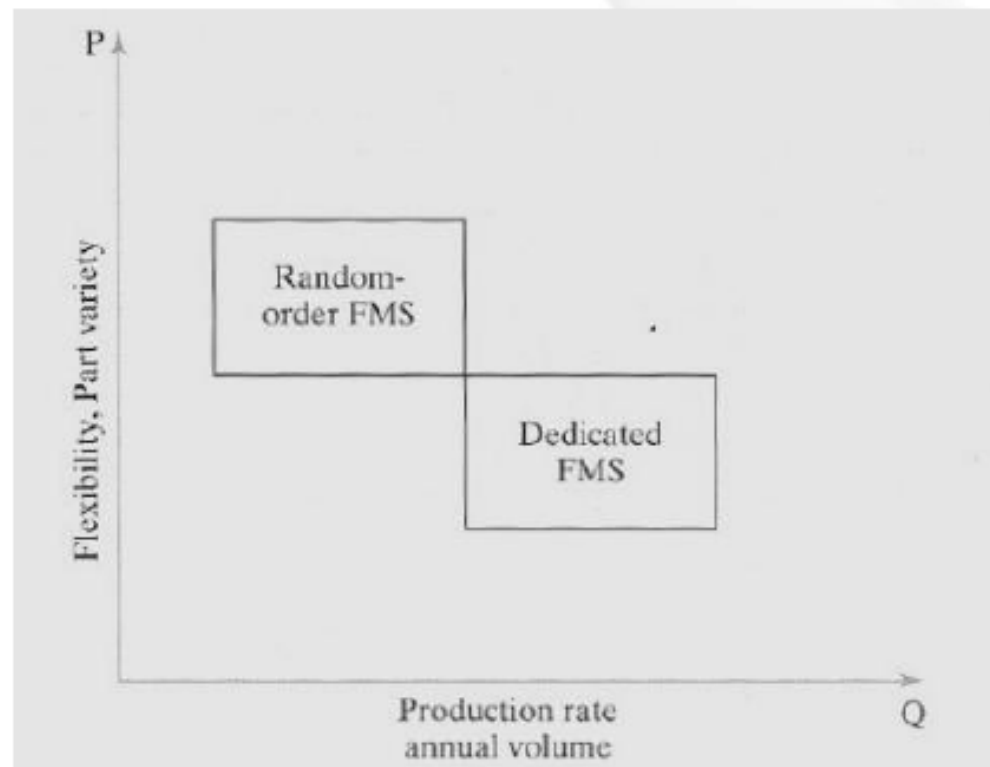 P
Flexibility, Part variety
Random-
order FMS
Dedicated
FMS
Production rate
annual volume
Q